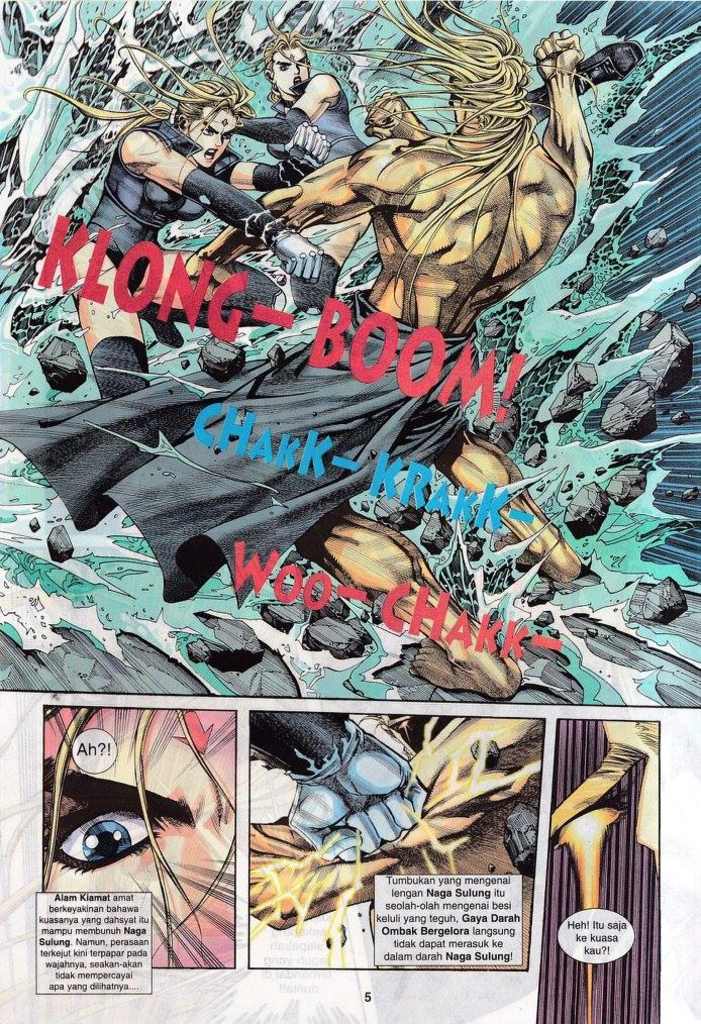 KLONG-BOOM!
CHAKK-KRAKK-
WOO-CHAKK-
Ah?!
Alam Kiamat amat
berkeyakinan bahawa
kuasanya yang dahsyat itu
mampu membunuh Naga
Sulung. Namun, perasaan
terkejut kini terpapar pada
wajahnya, seakan-akan
tidak mempercayai
apa yang dilihatnya....
Tumbukan yang mengenai
lengan Naga Sulung itu
seolah-olah mengenai besi
keluli yang teguh, Gaya Darah
Ombak Bergelora langsung
tidak dapat merasuk ke
dalam darah Naga Sulung!
Heh! Itu saja
ke kuasa
kau?!
5